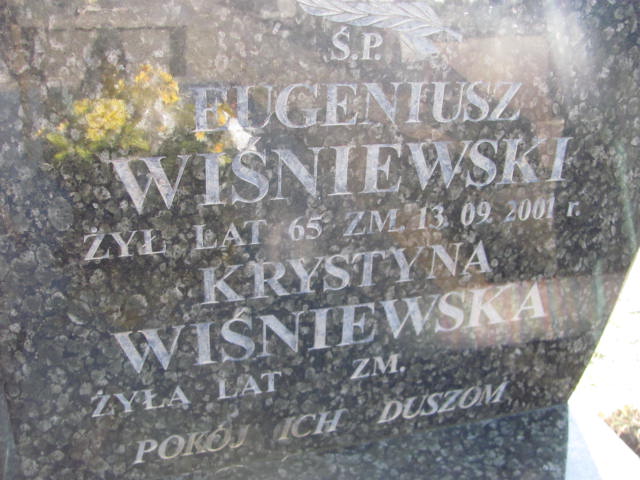 Ś.P.
EUGENIUSZ
WIŚNIEWSKI
ŻYŁ LAT 65 ZM. 13.09.2001 r.
KRYSTYNA
WIŚNIEWSKA
ŻYŁA LAT ZM.
POKÓJ ICH DUSZOM